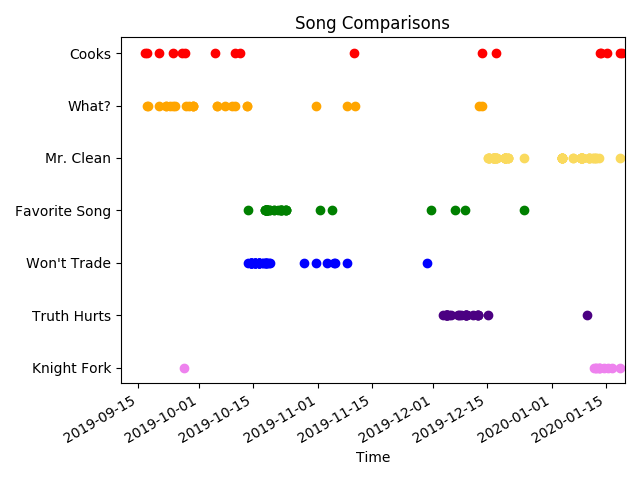 Song Comparisons
Cooks
What?
Mr. Clean
Favorite Song
Won't Trade
Truth Hurts
Knight Fork
2019-09-15
2019-10-01
2019-10-15
2019-11-01
2019-11-15
2019-12-01
2019-12-15
2020-01-01
2020-01-15
Time